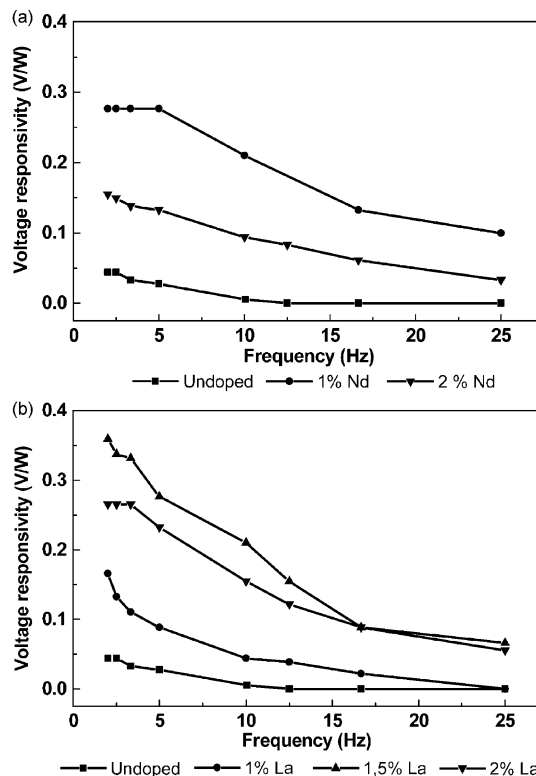 (a)
0.4
0.3
0.2
0.1
0.0
Voltage responsivity (V/W)
0 5 10 15 20 25
Frequency (Hz)
Undoped 1% Nd 2 % Nd
(b)
0.4
0.3
0.2
0.1
0.0
Voltage responsivity (V/W)
0 5 10 15 20 25
Frequency (Hz)
Undoped 1% La 1,5% La 2% La